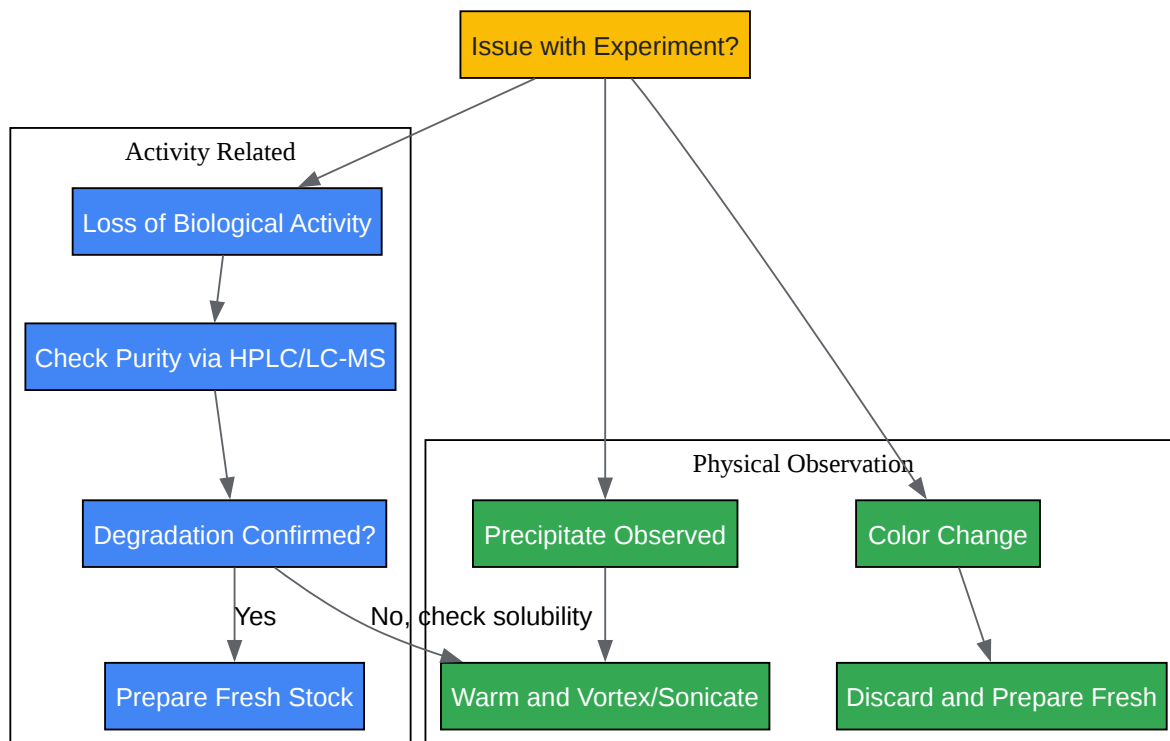 Issue with Experiment?
Activity Related
Loss of Biological Activity
Check Purity via HPLC/LC-MS
Physical Observation
Degradation Confirmed?
Precipitate Observed
Color Change
Yes
No, check solubility
Prepare Fresh Stock
Warm and Vortex/Sonicate
Discard and Prepare Fresh